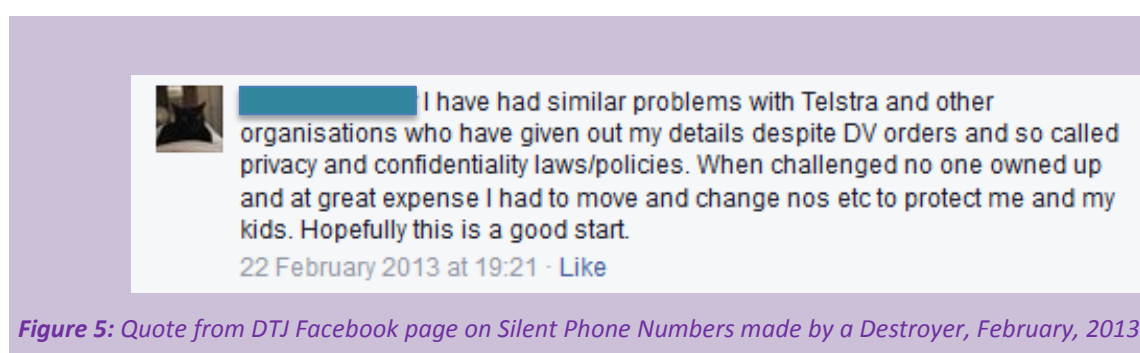 I have had similar problems with Telstra and other
organisations who have given out my details despite DV orders and so called
privacy and confidentiality laws/policies. When challenged no one owned up
and at great expense I had to move and change nos etc to protect me and my
kids. Hopefully this is a good start.
22 February 2013 at 19:21 · Like
Figure 5: Quote from DTJ Facebook page on Silent Phone Numbers made by a Destroyer, February, 2013